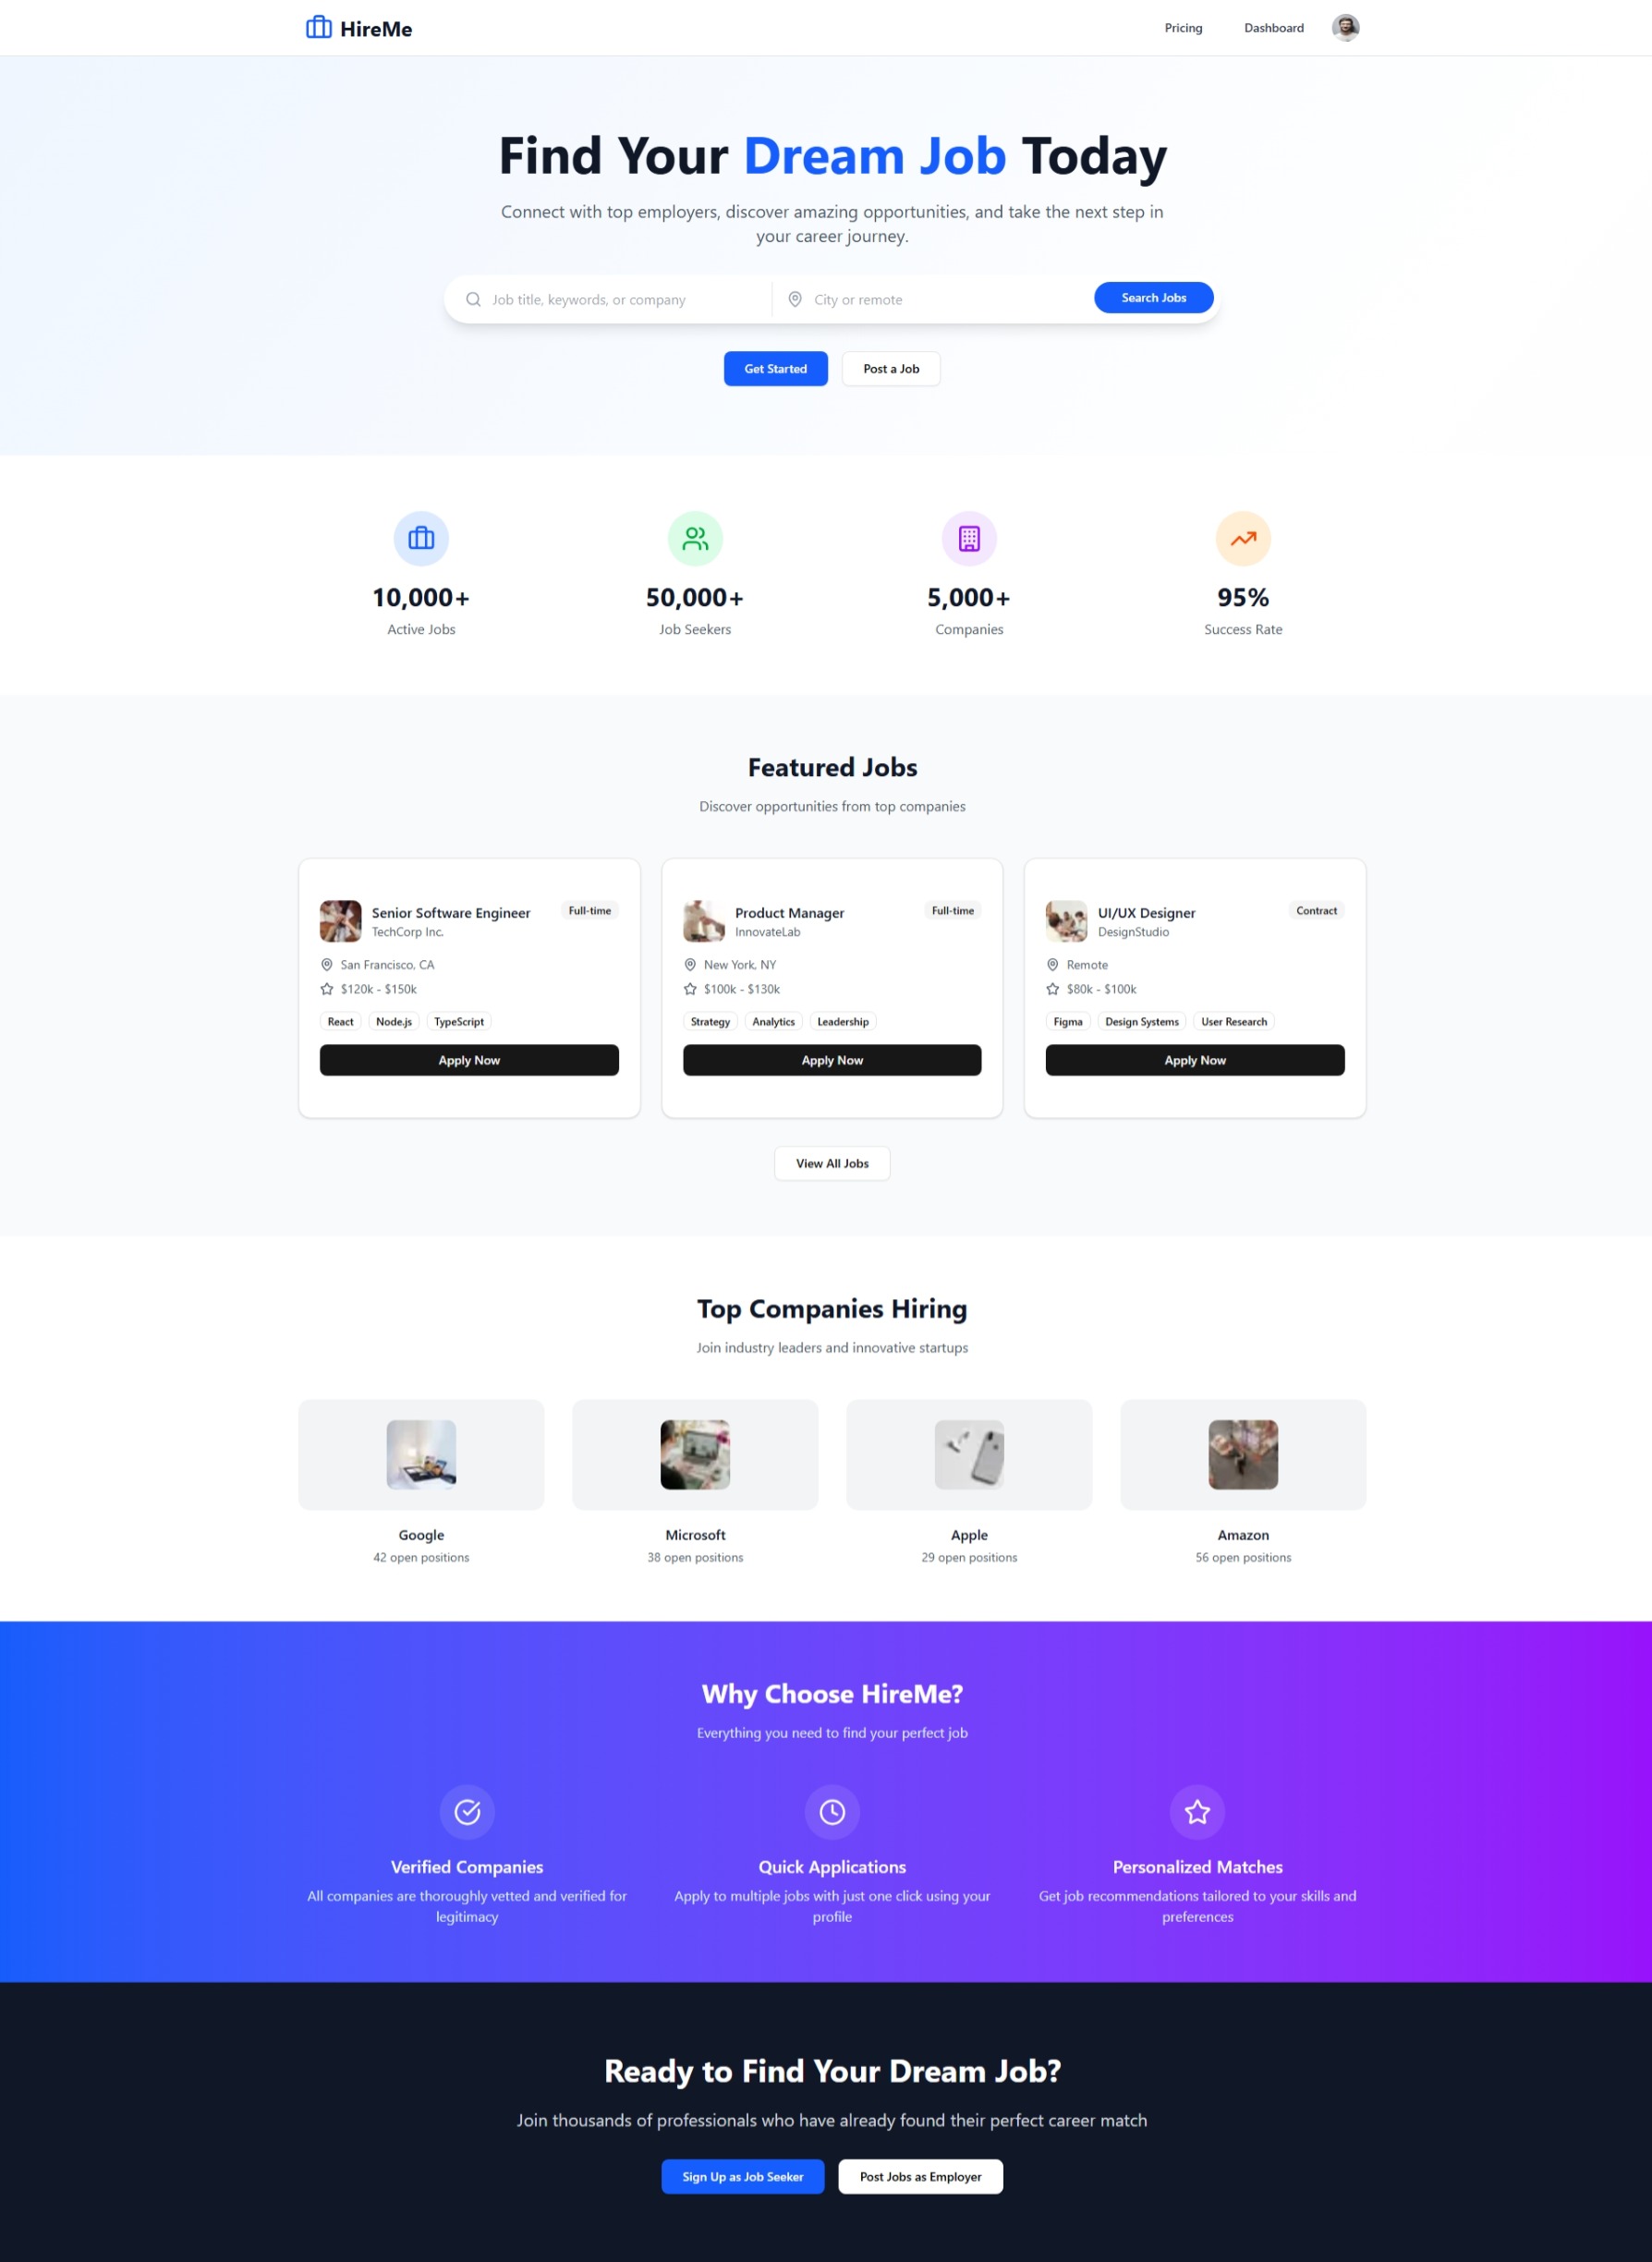 HireMe
Pricing
Dashboard
Find Your Dream Job Today
Connect with top employers, discover amazing opportunities, and take the next step in
your career journey.
Job title, keywords, or company
City or remote
Search Jobs
Get Started
Post a Job
10,000+
Active Jobs
50,000+
Job Seekers
5,000+
Companies
95%
Success Rate
Featured Jobs
Discover opportunities from top companies
Senior Software Engineer
Full-time
TechCorp Inc.
San Francisco, CA
$120k - $150k
React
Node.js
TypeScript
Apply Now
Product Manager
Full-time
InnovateLab
New York, NY
$100k - $130k
Strategy
Analytics
Leadership
Apply Now
UI/UX Designer
Contract
DesignStudio
Remote
$80k - $100k
Figma
Design Systems
User Research
Apply Now
View All Jobs
Top Companies Hiring
Join industry leaders and innovative startups
Google
42 open positions
Microsoft
38 open positions
Apple
29 open positions
Amazon
56 open positions
Why Choose HireMe?
Everything you need to find your perfect job
Verified Companies
All companies are thoroughly vetted and verified for
legitimacy
Quick Applications
Apply to multiple jobs with just one click using your
profile
Personalized Matches
Get job recommendations tailored to your skills and
preferences
Ready to Find Your Dream Job?
Join thousands of professionals who have already found their perfect career match
Sign Up as Job Seeker
Post Jobs as Employer